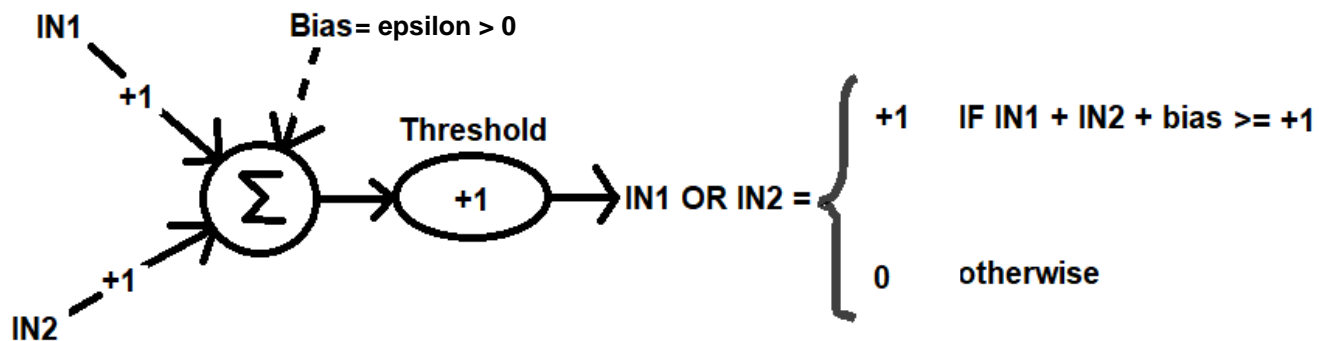 IN1
Bias= epsilon > 0
+1
Threshold
+1 IF IN1 + IN2 + bias >= +1
Σ
+1
IN1 OR IN2 =
+1
0 otherwise
IN2